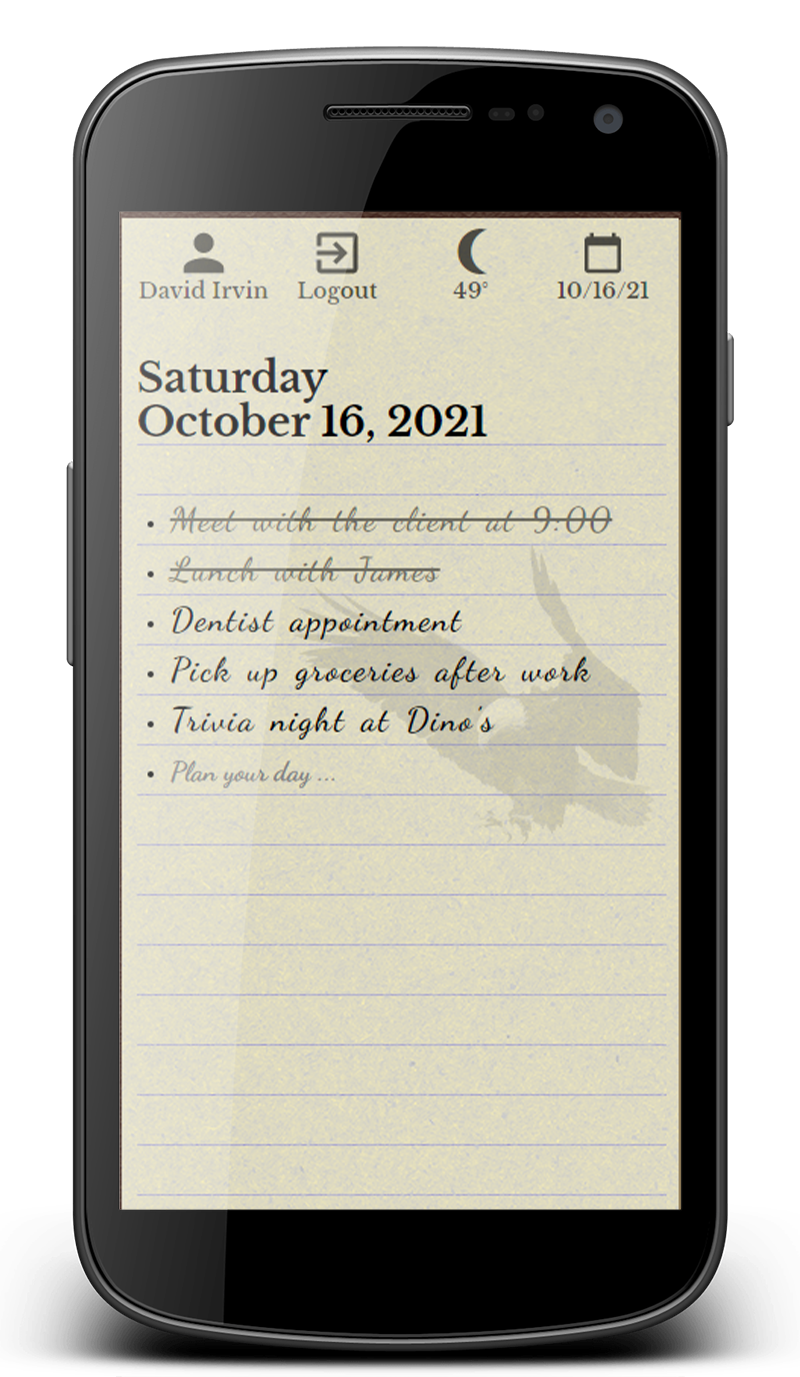 David Irvin Logout 49° 10/16/21
Saturday
October 16, 2021
• Meet with the client at 9:00
• Lunch with James
• Dentist appointment
• Pick up groceries after work
• Trivia night at Dino's
• Plan your day ...